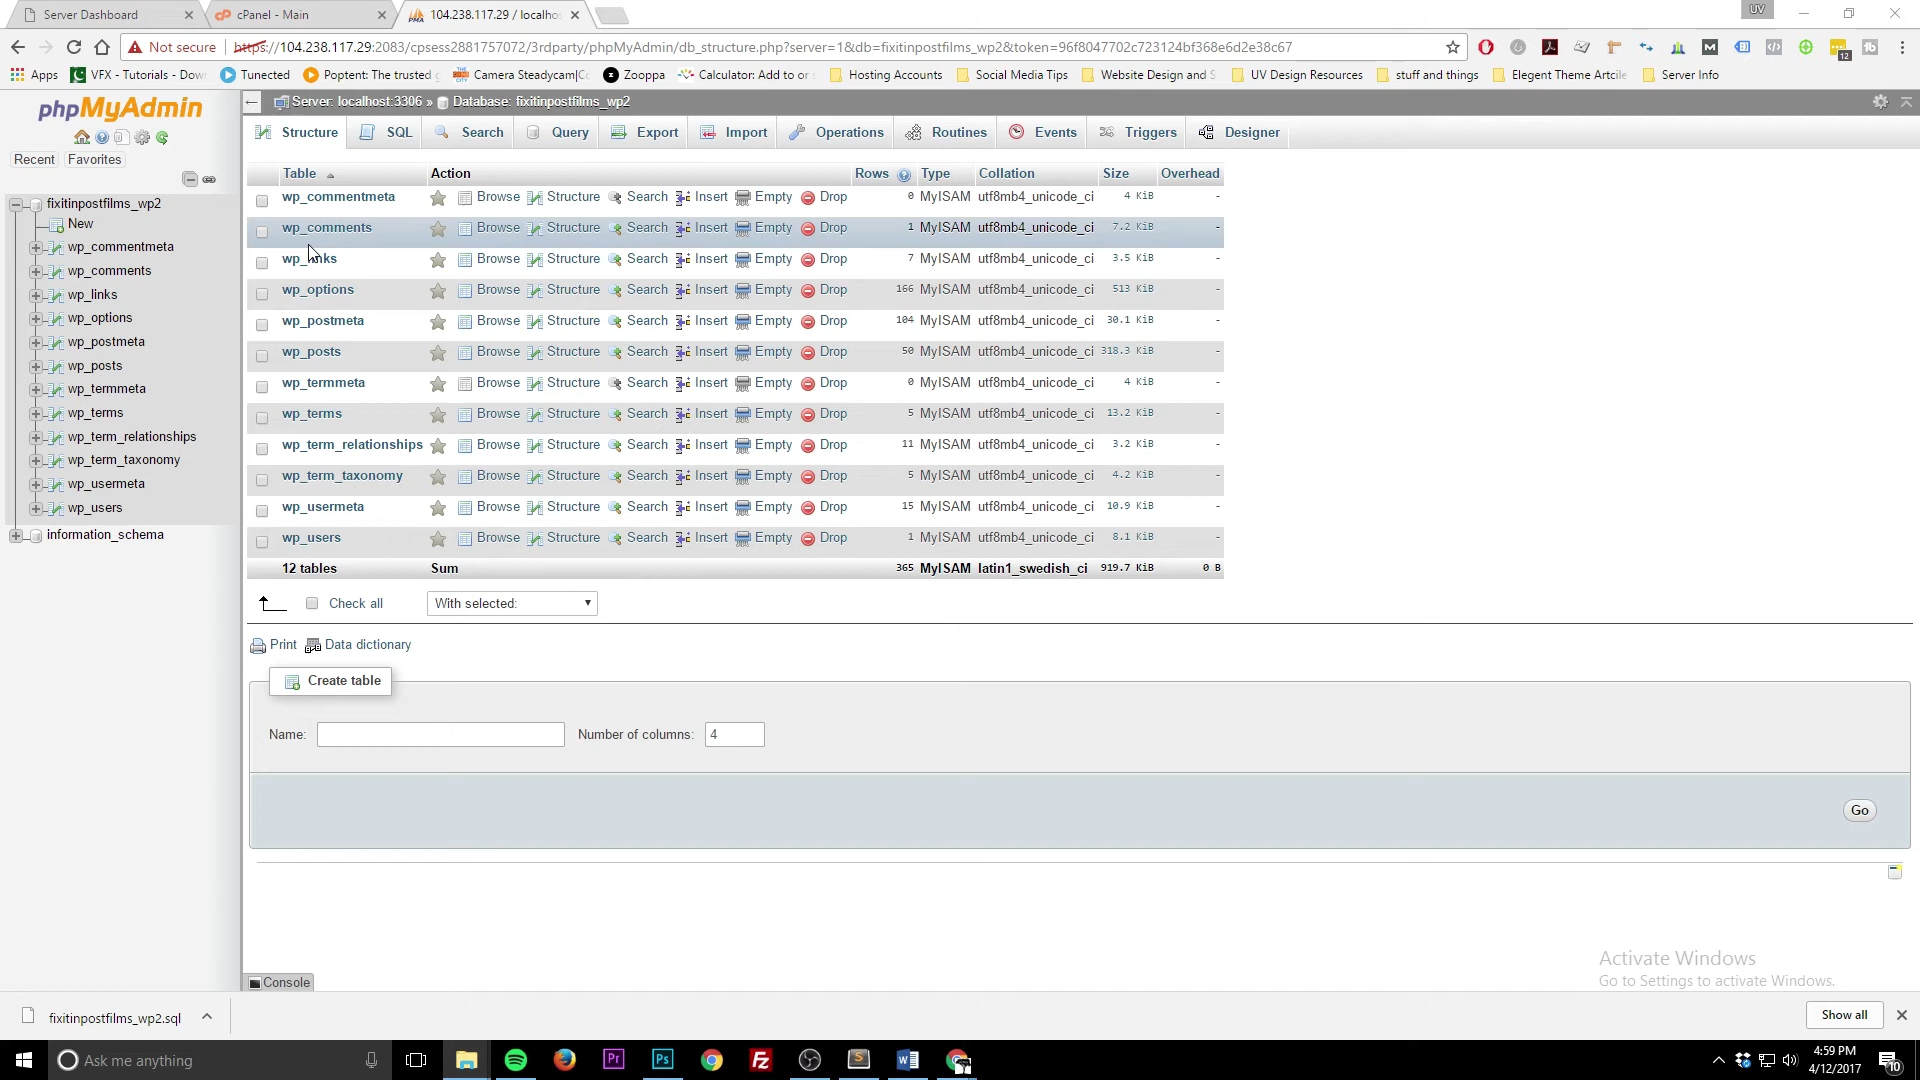 Server Dashboard
cPanel - Main
104.238.117.29 / localhos
UV
Not secure
https://104.238.117.29:2083/cpsess2881757072/3rdparty/phpMyAdmin/db_structure.php?server=1&db=fixitinpostfilms_wp2&token=96f8047702c723124bf368e6d2e38c67
12
Apps
VFX - Tutorials - Dow
Tunected
Poptent: The trusted
Camera Steadycam|C
Zooppa
Calculator: Add to or
Hosting Accounts
Social Media Tips
Website Design and S
UV Design Resources
stuff and things
Elegent Theme Artcile
Server Info
phpMyAdmin
Recent
Favorites
fixitinpostfilms_wp2
New
wp_commentmeta
wp_comments
wp_links
wp_options
wp_postmeta
wp_posts
wp_termmeta
wp_terms
wp_term_relationships
wp_term_taxonomy
wp_usermeta
wp_users
information_schema
Server: localhost:3306 » Database: fixitinpostfilms_wp2
Structure SQL Search Query Export Import Operations Routines Events Triggers Designer
Table Action Rows Type Collation Size Overhead
wp_commentmeta Browse Structure Search Insert Empty Drop 0 MyISAM utf8mb4_unicode_ci 4 KiB -
wp_comments Browse Structure Search Insert Empty Drop 1 MyISAM utf8mb4_unicode_ci 7.2 KiB -
wp_links Browse Structure Search Insert Empty Drop 7 MyISAM utf8mb4_unicode_ci 3.5 KiB -
wp_options Browse Structure Search Insert Empty Drop 166 MyISAM utf8mb4_unicode_ci 513 KiB -
wp_postmeta Browse Structure Search Insert Empty Drop 104 MyISAM utf8mb4_unicode_ci 30.1 KiB -
wp_posts Browse Structure Search Insert Empty Drop 50 MyISAM utf8mb4_unicode_ci 318.3 KiB -
wp_termmeta Browse Structure Search Insert Empty Drop 0 MyISAM utf8mb4_unicode_ci 4 KiB -
wp_terms Browse Structure Search Insert Empty Drop 5 MyISAM utf8mb4_unicode_ci 13.2 KiB -
wp_term_relationships Browse Structure Search Insert Empty Drop 11 MyISAM utf8mb4_unicode_ci 3.2 KiB -
wp_term_taxonomy Browse Structure Search Insert Empty Drop 5 MyISAM utf8mb4_unicode_ci 4.2 KiB -
wp_usermeta Browse Structure Search Insert Empty Drop 15 MyISAM utf8mb4_unicode_ci 10.9 KiB -
wp_users Browse Structure Search Insert Empty Drop 1 MyISAM utf8mb4_unicode_ci 8.1 KiB -
12 tables Sum 365 MyISAM latin1_swedish_ci 919.7 KiB 0 B
Check all With selected:
Print Data dictionary
Create table
Name: Number of columns: 4
Go
Console
Activate Windows
Go to Settings to activate Windows.
fixitinpostfilms_wp2.sql
Show all
Ask me anything
Pr
Ps
Fz
4:59 PM
4/12/2017
10